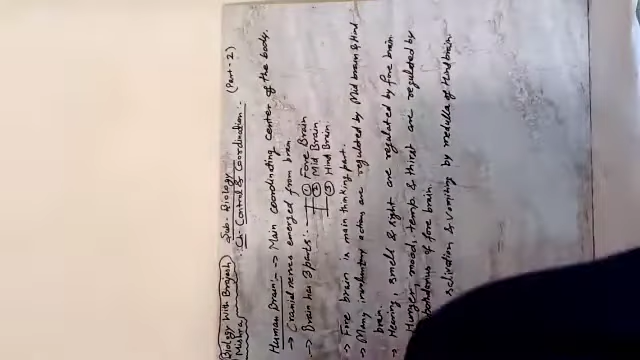 Biology With Brajesh Mishra
Sub- Biology
Ch- Control & Coordination. (Part-2)
Human Brain:- → Main coordinating center of the body.
→ Cranial nerves emerged from brain
→ Brain has 3 parts:- ① Fore Brain
② Mid Brain
③ Hind Brain.
→ Fore brain is main thinking part.
→ Many involuntary actions are regulated by Mid brain & Hind
brain.
→ Hearing, smell & sight are regulated by fore brain
Hunger, mood, temp & thirst are regulated by
of fore brain.
salivation & vomiting by medulla of Hind brain